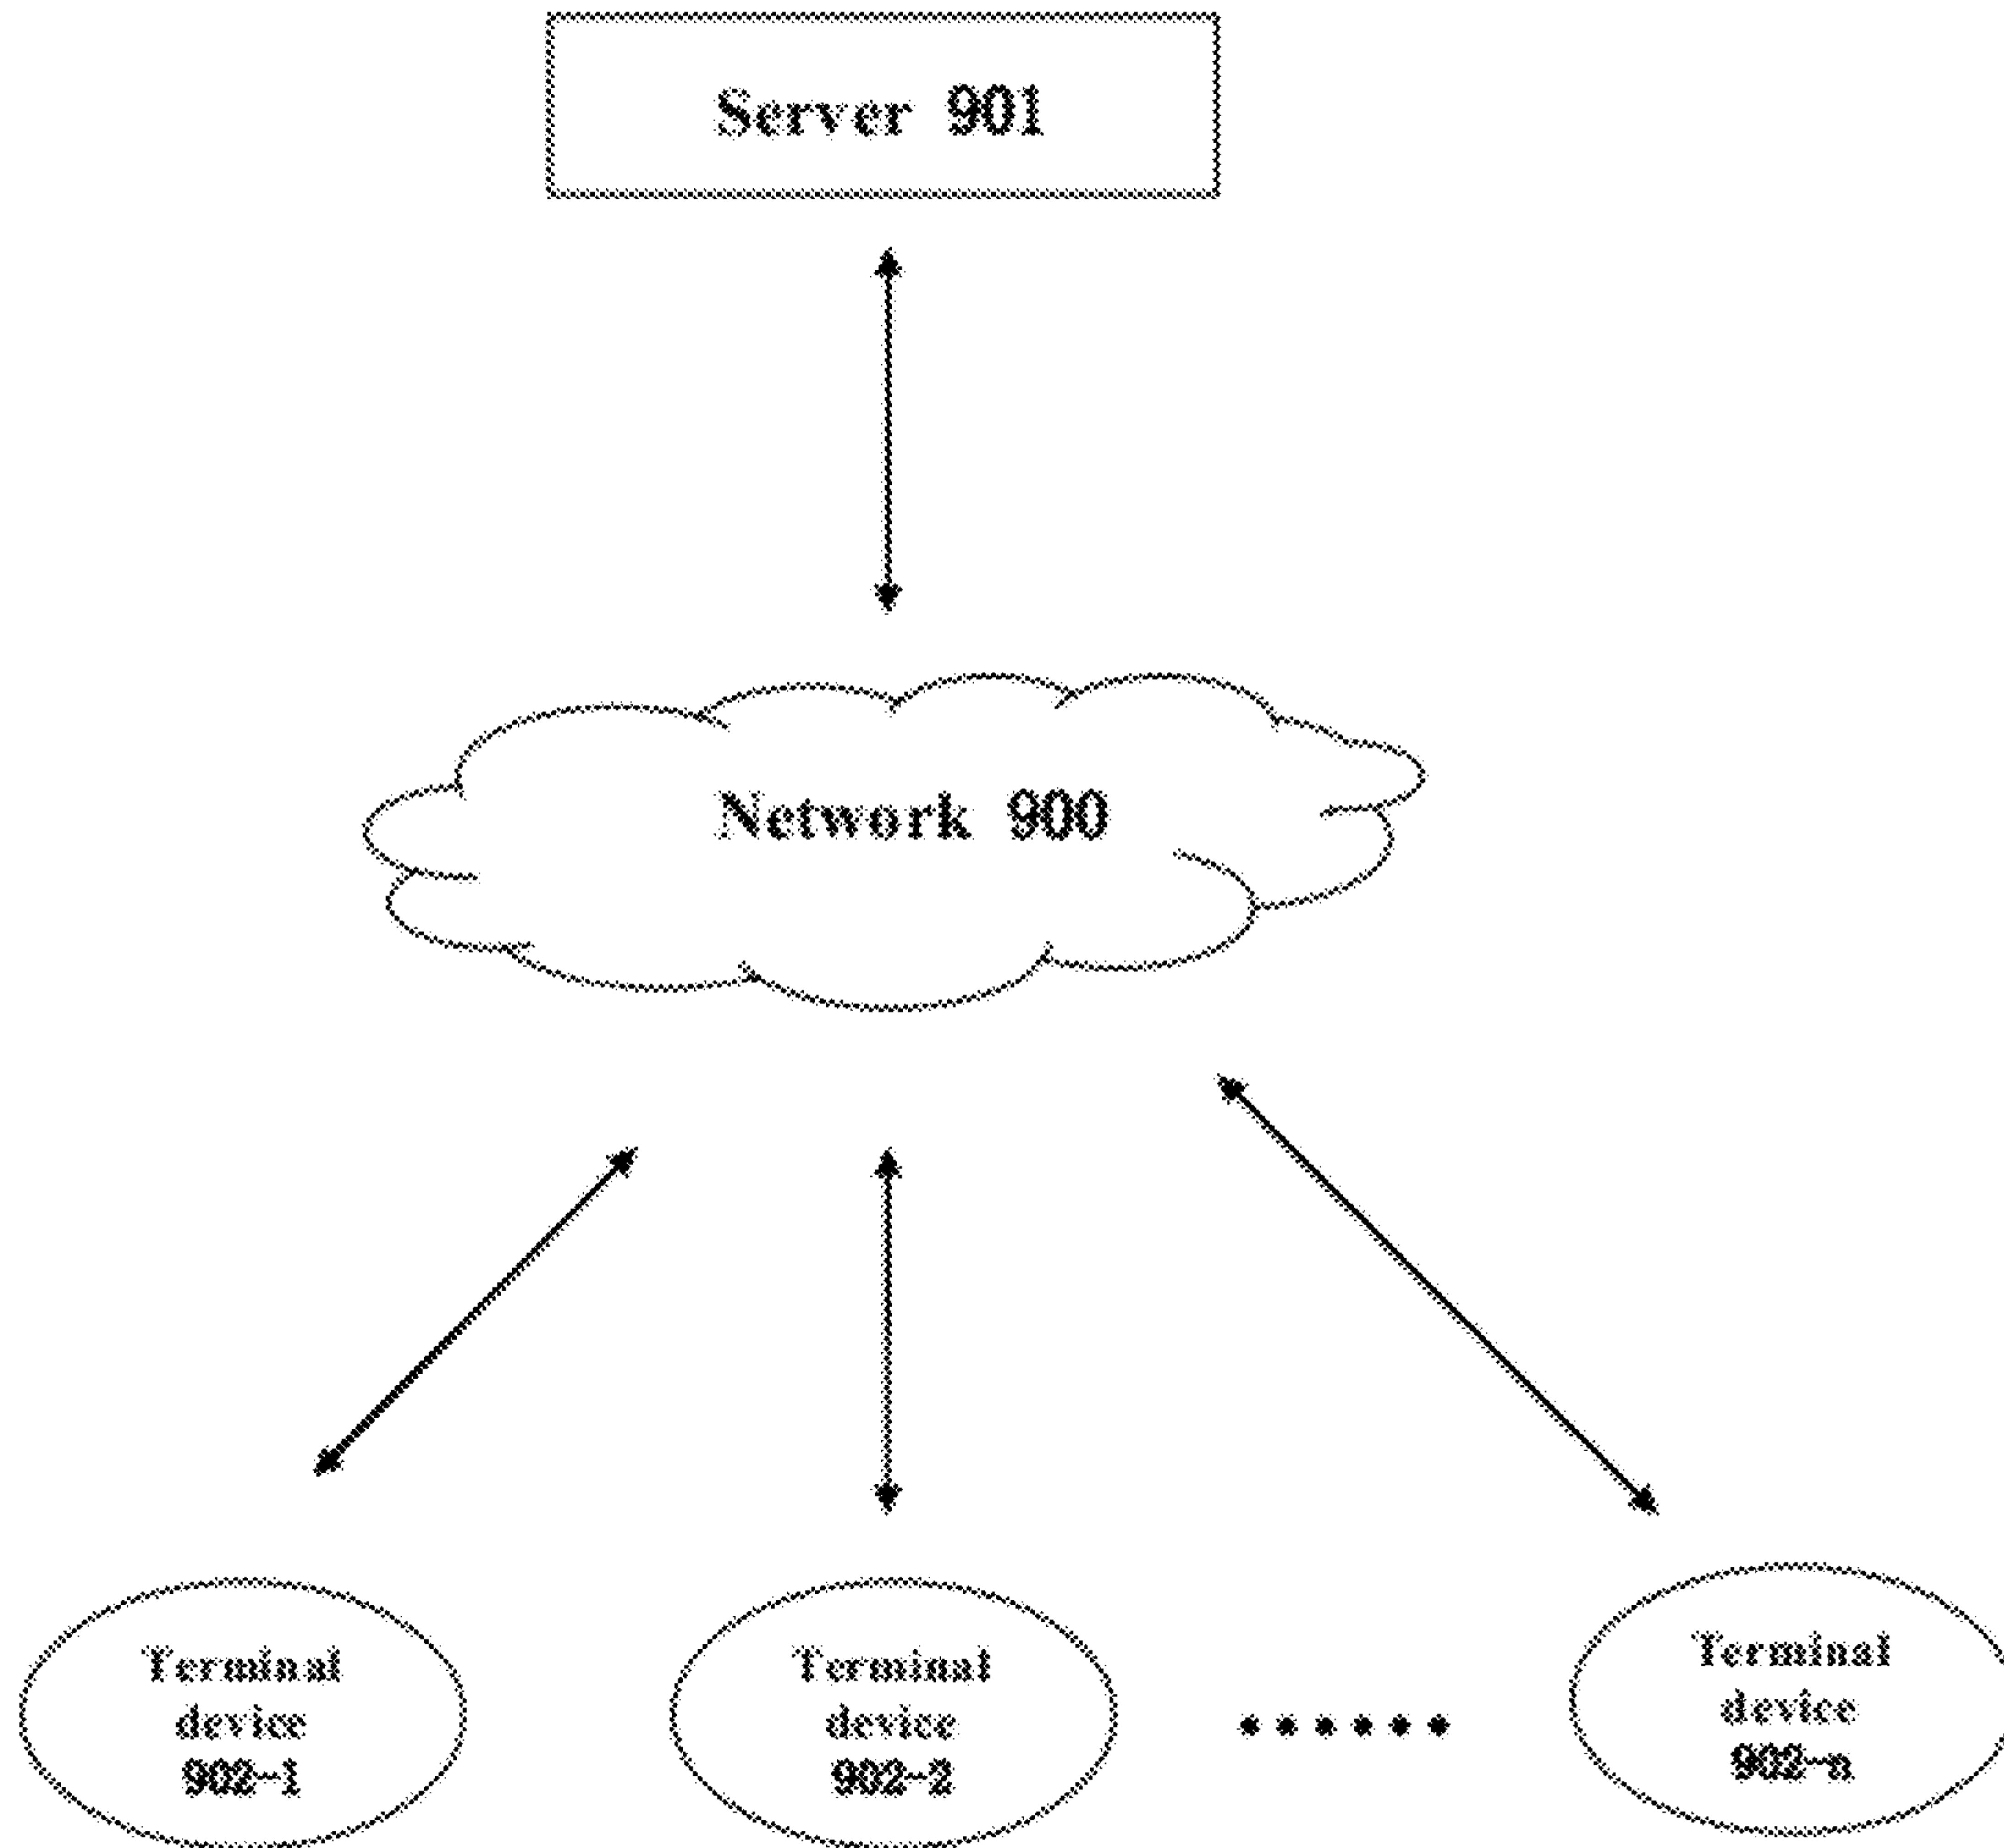 Server 901
Network 900
Terminal
device
902-1
Terminal
device
902-2
......
Terminal
device
902-n